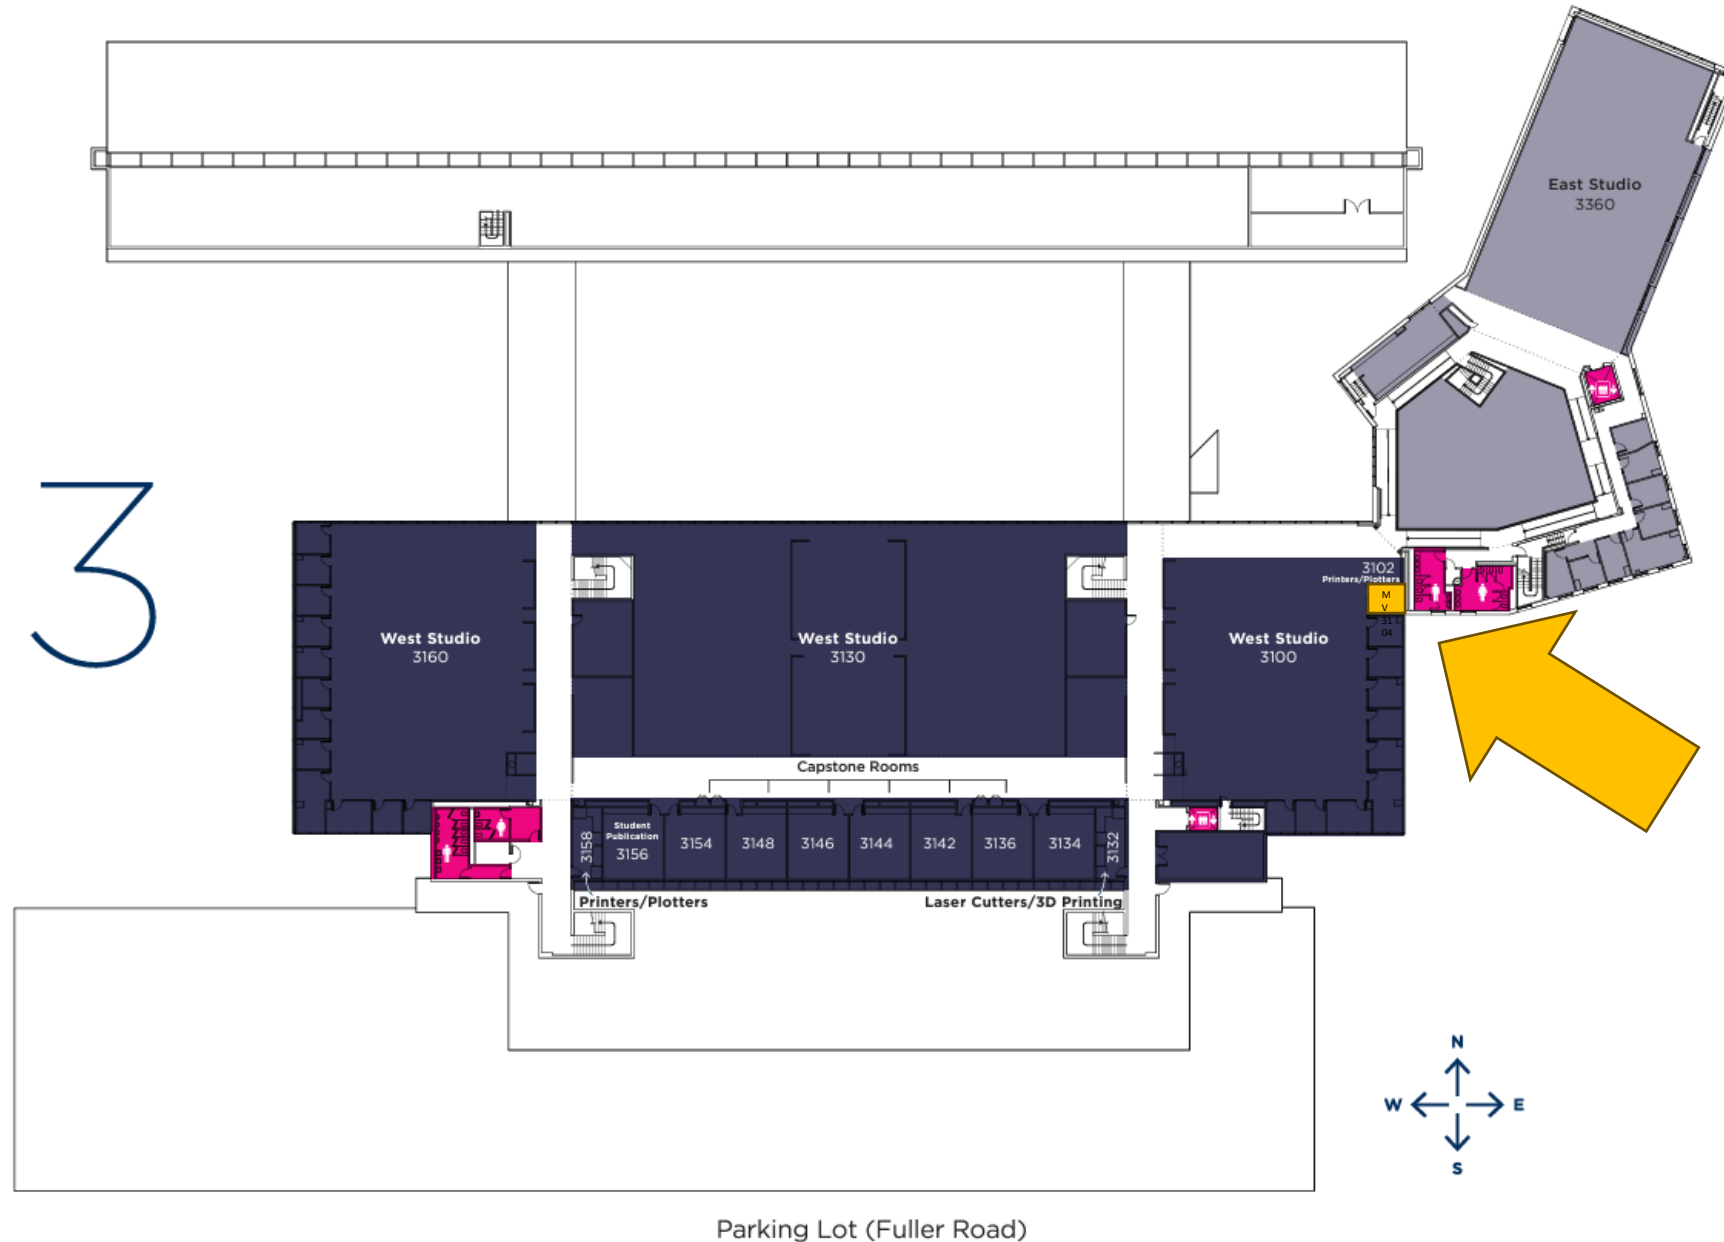 East Studio
3360
3
3102
Printers/Plotters
M
V
31
04
West Studio
3160
West Studio
3130
West Studio
3100
Capstone Rooms
3158
Student
Publication
3156
3154
3148
3146
3144
3142
3136
3134
3132
Printers/Plotters
Laser Cutters/3D Printing
N
W
E
S
Parking Lot (Fuller Road)